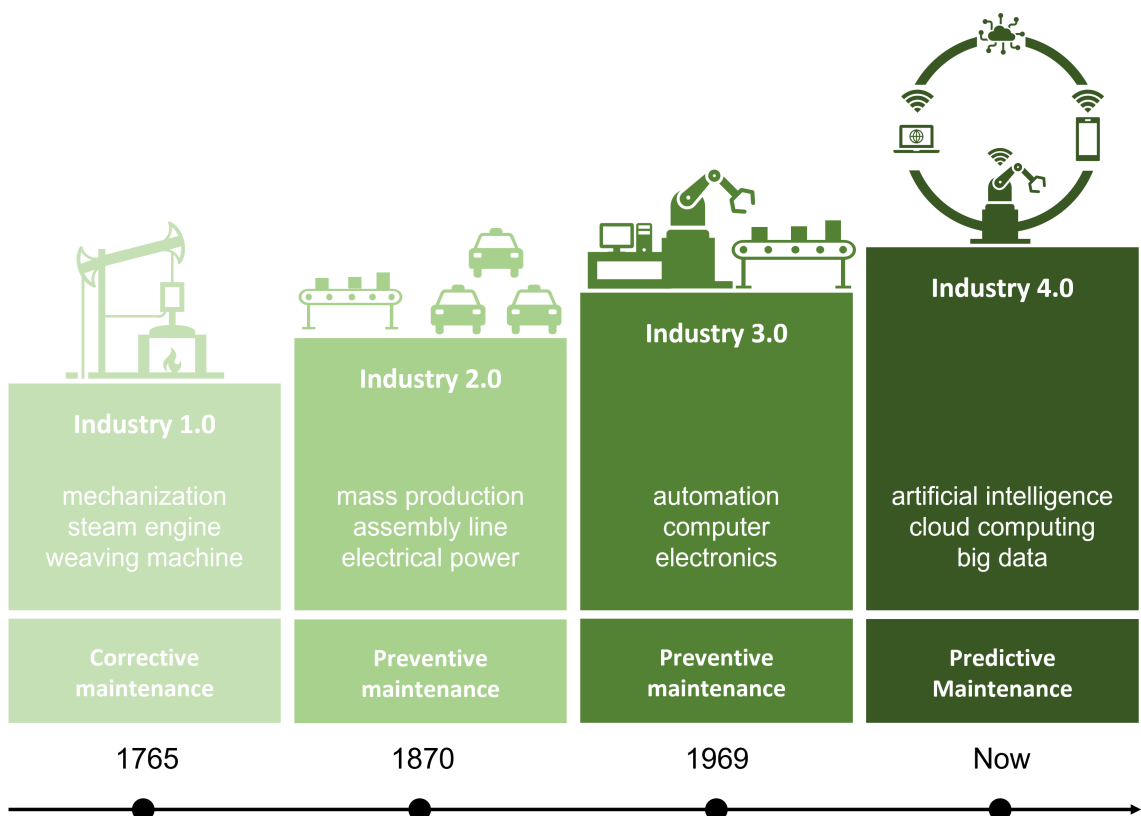 Industry 1.0
mechanization
steam engine
weaving machine
Corrective
maintenance
1765
Industry 2.0
mass production
assembly line
electrical power
Preventive
maintenance
1870
Industry 3.0
automation
computer
electronics
Preventive
maintenance
1969
Industry 4.0
artificial intelligence
cloud computing
big data
Predictive
Maintenance
Now